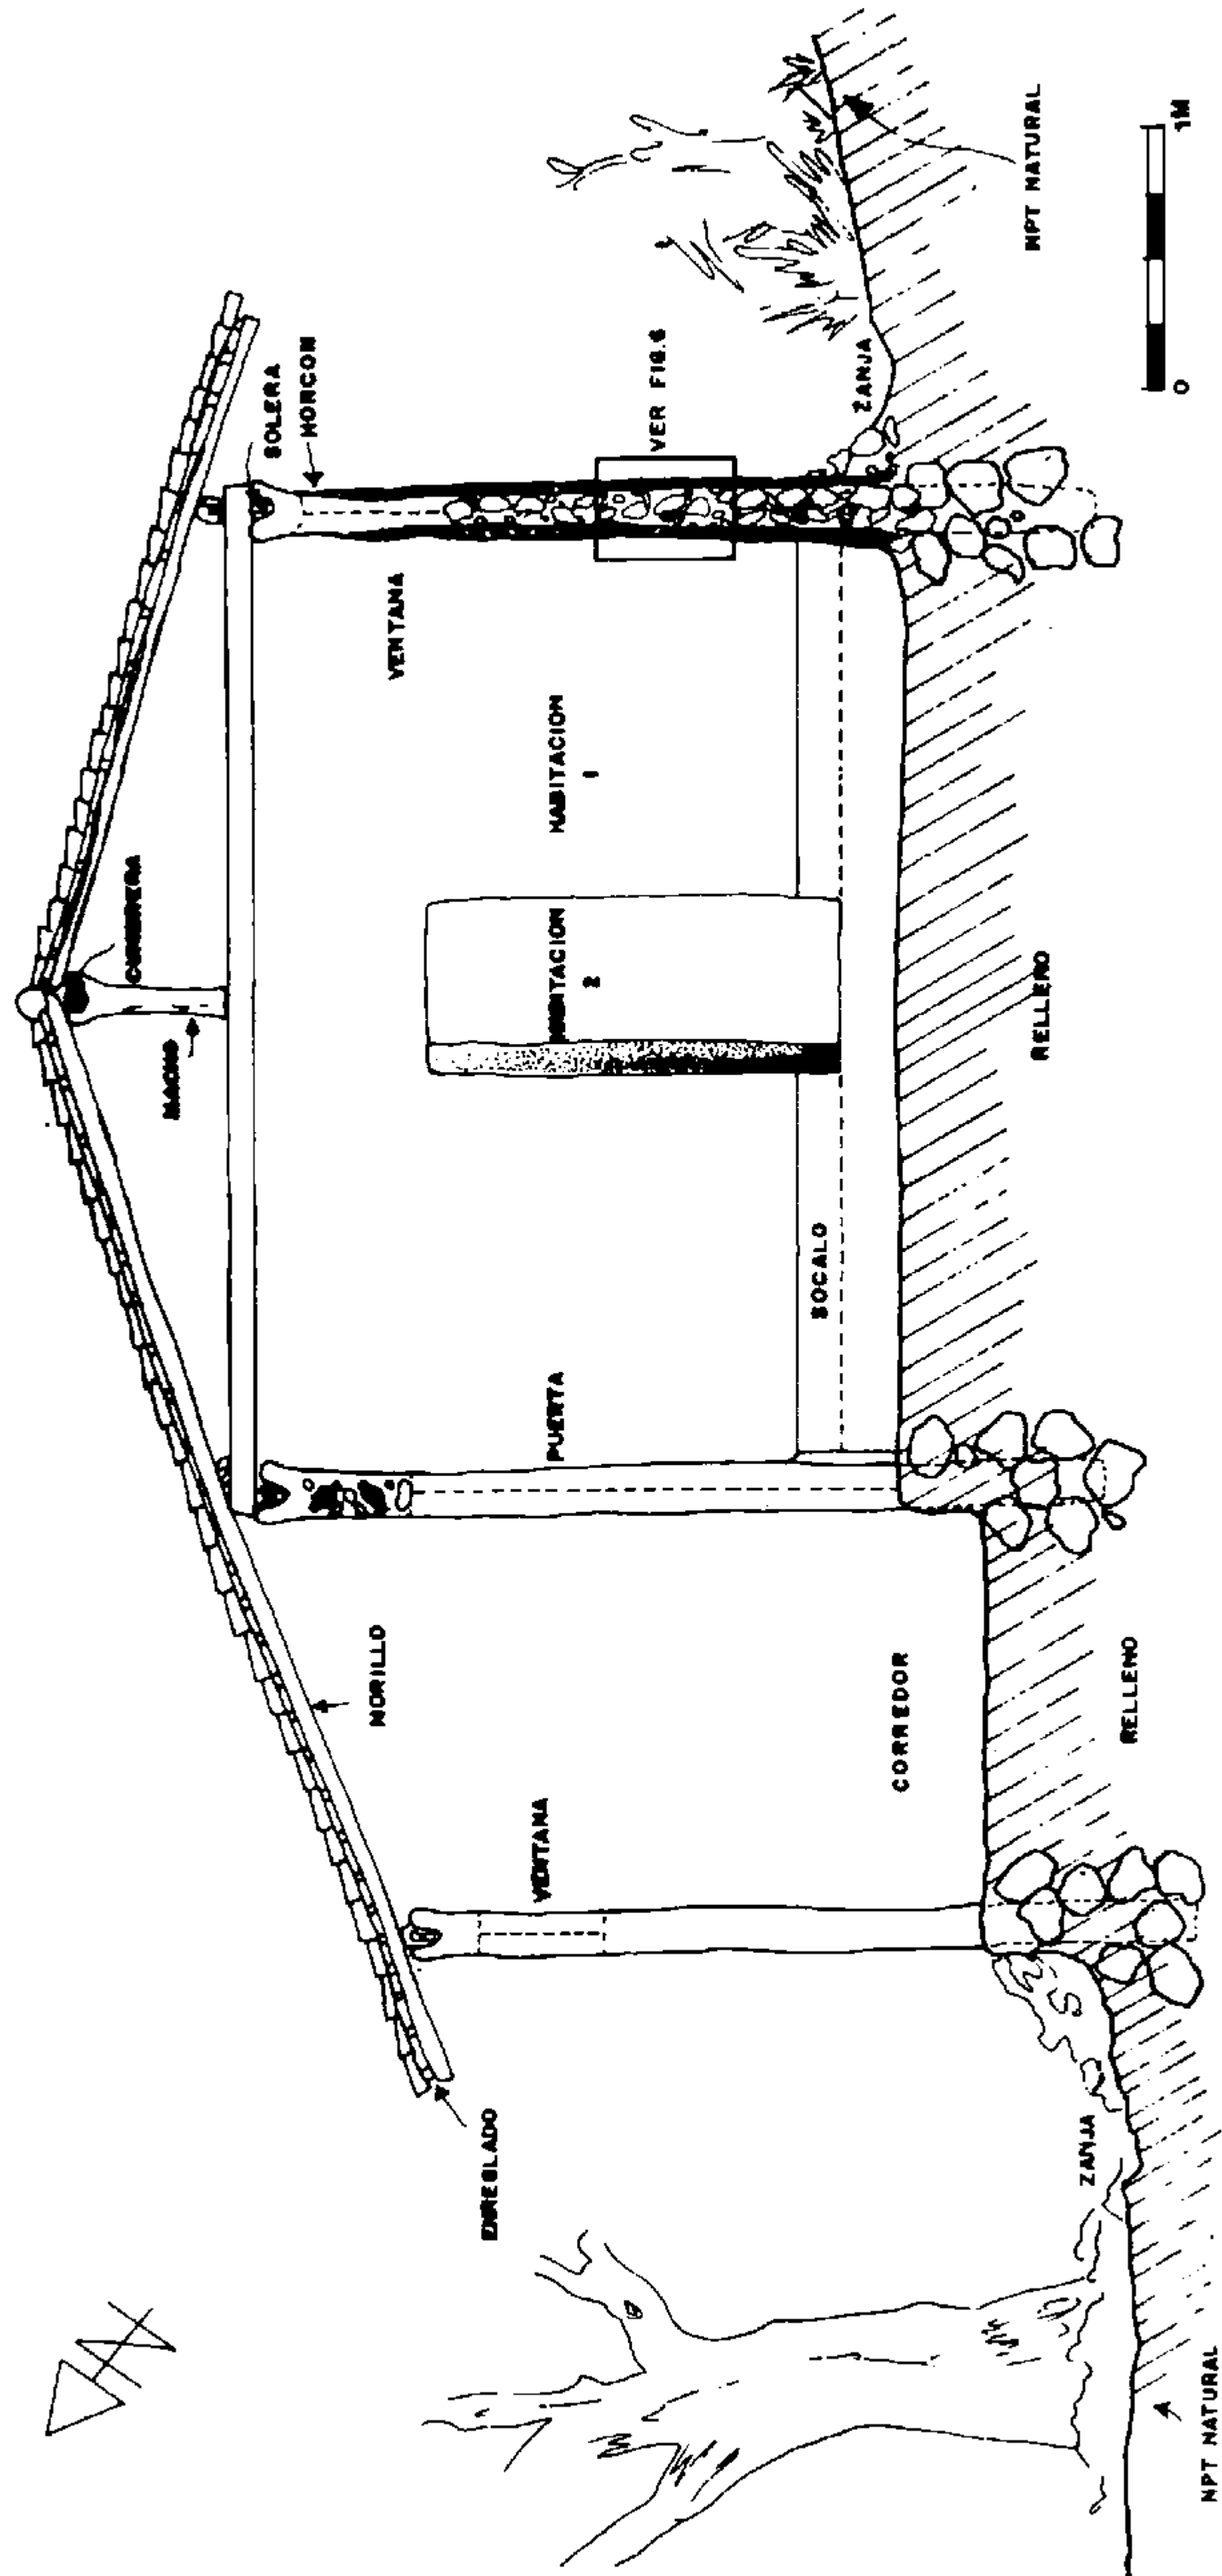 CUMBRERA
MACHO
SOLERA
HORCON
MORILLO
VENTANA
ENREGLADO
VENTANA
PUERTA
HABITACION
2
HABITACION
1
VER FIG. 6
SOCALO
CORREDOR
ZANJA
NPT NATURAL
ZANJA
RELLENO
RELLENO
NPT NATURAL
N
0
1M